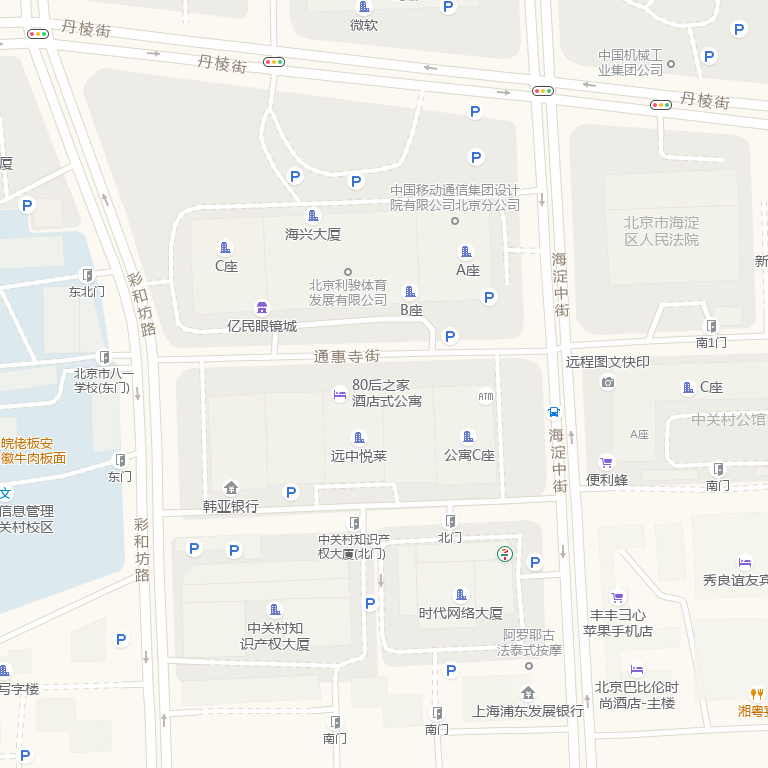 微软
丹棱街
P
P
中国机械工
业集团公司
P
丹棱街
丹棱街
P
厦
P
P
P
中国移动通信集团设计
院有限公司北京分公司
P
海兴大厦
北京市海淀
区人民法院
C座
A座
新
海淀中街
东北门
彩和坊路
北京利骏体育
发展有限公司
B座
P
亿民眼镜城
P
南1门
通惠寺街
远程图文快印
北京市八一
学校(东门)
80后之家
酒店式公寓
ATM
C座
中关村公馆
A座
海淀中街
皖佬板安
徽牛肉板面
远中悦莱
公寓C座
东门
便利蜂
南门
文
信息管理
关村校区
韩亚银行
P
彩和坊路
中关村知识产
权大厦(北门)
北门
P
P
P
秀良谊友宾
P
时代网络大厦
丰丰彐心
苹果手机店
中关村知
识产权大厦
P
阿罗耶古
法泰式按摩
P
写字楼
北京巴比伦时
尚酒店-主楼
上海浦东发展银行
湘粤宾
南门
南门
P